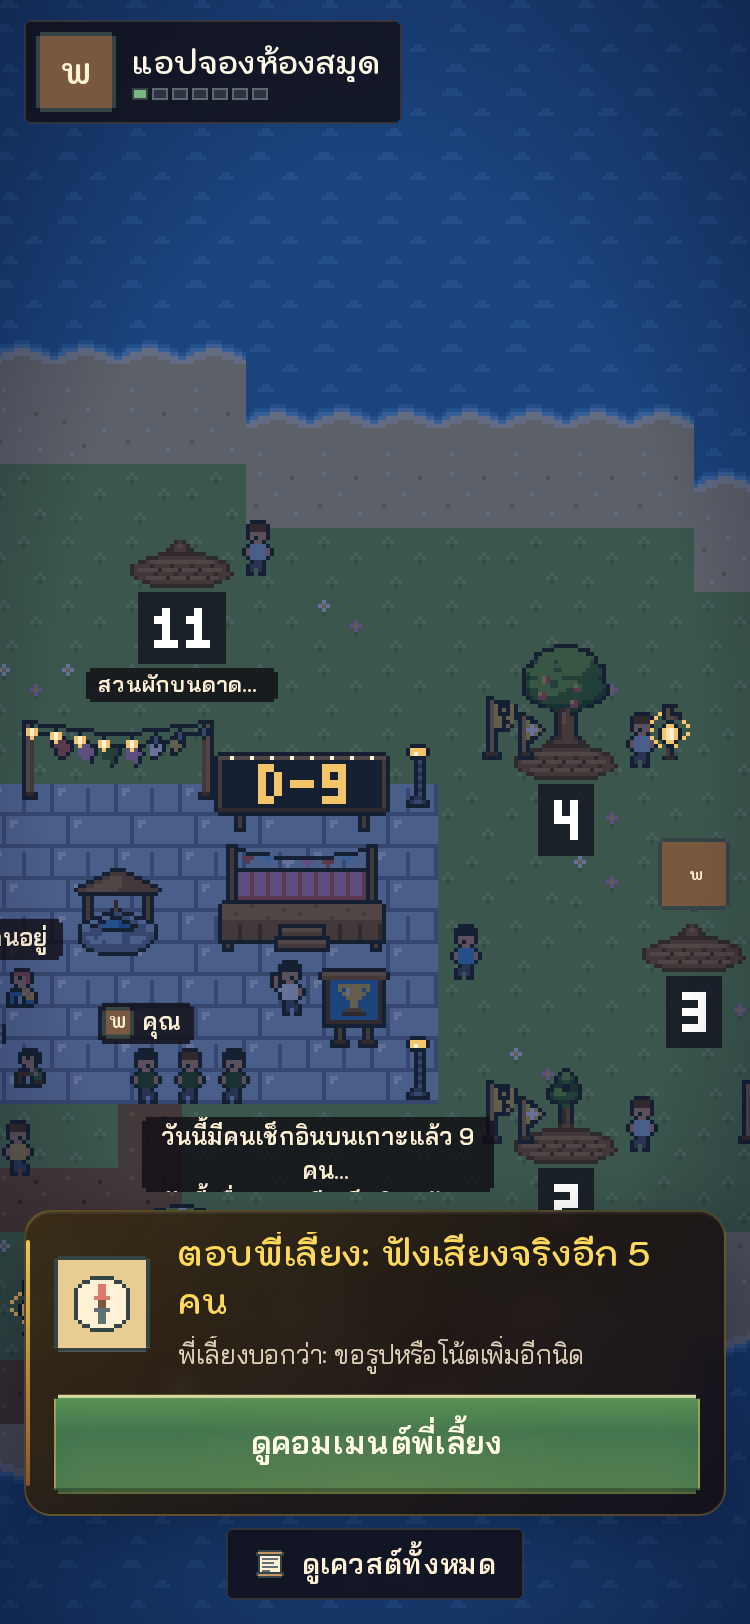 พ
แอปจองห้องสมุด
11
สวนผักบนดาด...
D-9
4
พ
นอยู่
3
พ คุณ
วันนี้มีคนเช็กอินบนเกาะแล้ว 9
คน...
2
ตอบพี่เลี้ยง: ฟังเสียงจริงอีก 5
คน
พี่เลี้ยงบอกว่า: ขอรูปหรือโน้ตเพิ่มอีกนิด
ดูคอมเมนต์พี่เลี้ยง
ดูเควสต์ทั้งหมด